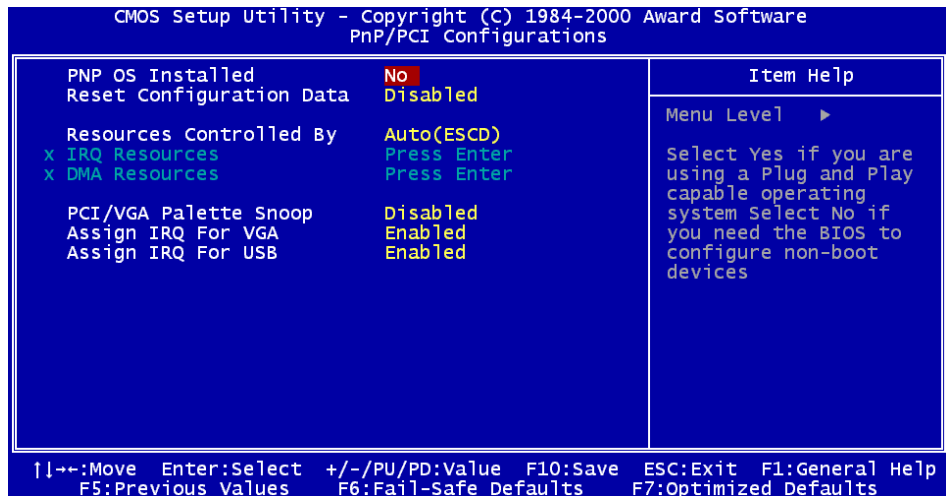 CMOS Setup Utility - Copyright (C) 1984-2000 Award Software
PnP/PCI Configurations
PNP OS Installed No
Reset Configuration Data Disabled
Resources Controlled By Auto(ESCD)
x IRQ Resources Press Enter
x DMA Resources Press Enter
PCI/VGA Palette Snoop Disabled
Assign IRQ For VGA Enabled
Assign IRQ For USB Enabled
Item Help
Menu Level ▶
Select Yes if you are
using a Plug and Play
capable operating
system Select No if
you need the BIOS to
configure non-boot
devices
↑↓→←:Move Enter:Select +/-/PU/PD:Value F10:Save ESC:Exit F1:General Help
F5:Previous Values F6:Fail-Safe Defaults F7:Optimized Defaults